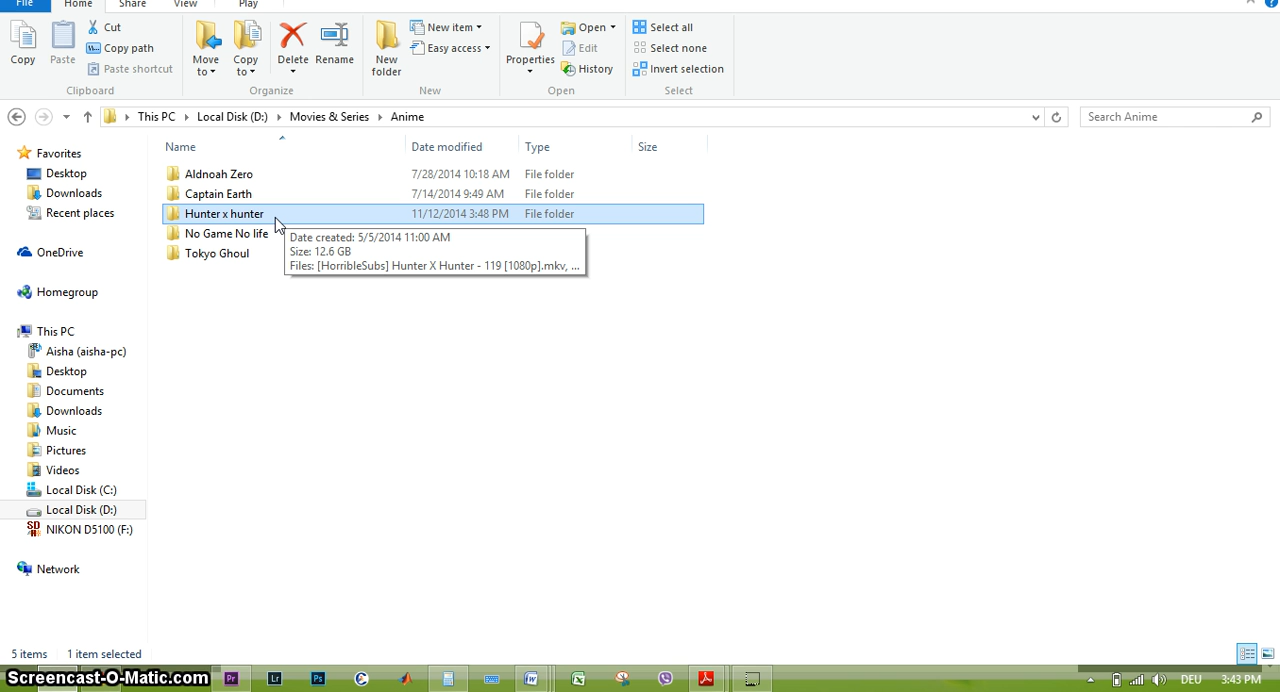 File Home Share View Play
Copy Paste Cut Copy path Paste shortcut Move to Copy to Delete Rename New folder New item Easy access Properties Open Edit History Select all Select none Invert selection
Clipboard Organize New Open Select
This PC Local Disk (D:) Movies & Series Anime Search Anime
Name Date modified Type Size
Favorites
Desktop
Downloads
Recent places
OneDrive
Homegroup
This PC
Aisha (aisha-pc)
Desktop
Documents
Downloads
Music
Pictures
Videos
Local Disk (C:)
Local Disk (D:)
NIKON D5100 (F:)
Network
Aldnoah Zero 7/28/2014 10:18 AM File folder
Captain Earth 7/14/2014 9:49 AM File folder
Hunter x hunter 11/12/2014 3:48 PM File folder
No Game No life
Tokyo Ghoul
Date created: 5/5/2014 11:00 AM
Size: 12.6 GB
Files: [HorribleSubs] Hunter X Hunter - 119 [1080p].mkv, ...
5 items 1 item selected
Screencast-O-Matic.com Pr Lr Ps DEU 3:43 PM